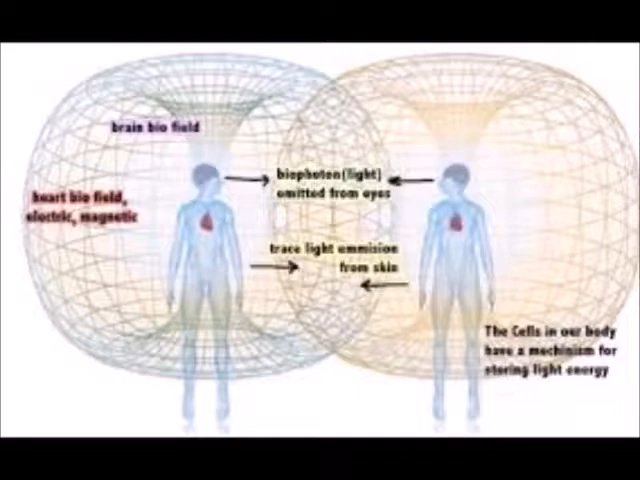 brain bio field
biophoton(light)
omitted from eyes
heart bio field,
electric, magnetic
trace light emmision
from skin
The Cells in our body
have a mechinism for
storing light energy